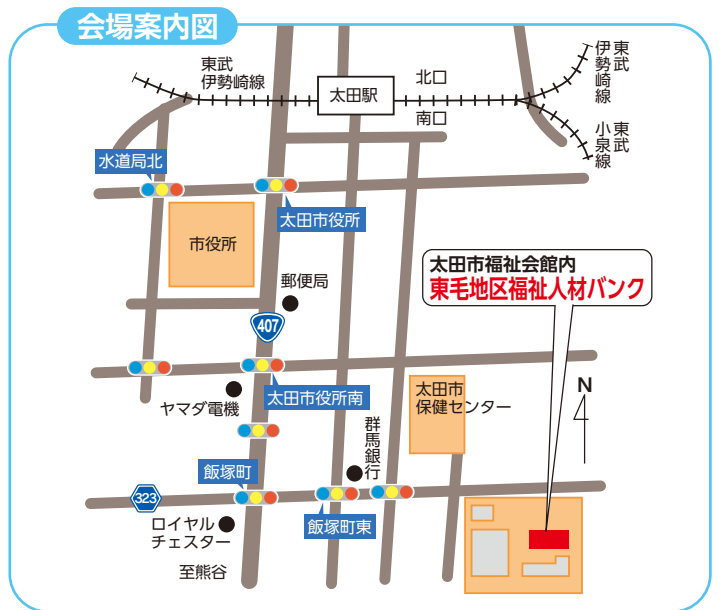 会場案内図
東武
伊勢崎線
太田駅
北口
南口
東武
伊勢崎線
東武
小泉線
水道局北
太田市役所
市役所
郵便局
407
太田市福祉会館内
東毛地区福祉人材バンク
太田市役所南
ヤマダ電機
太田市
保健センター
N
群馬銀行
飯塚町
323
飯塚町東
ロイヤル
チェスター
至熊谷